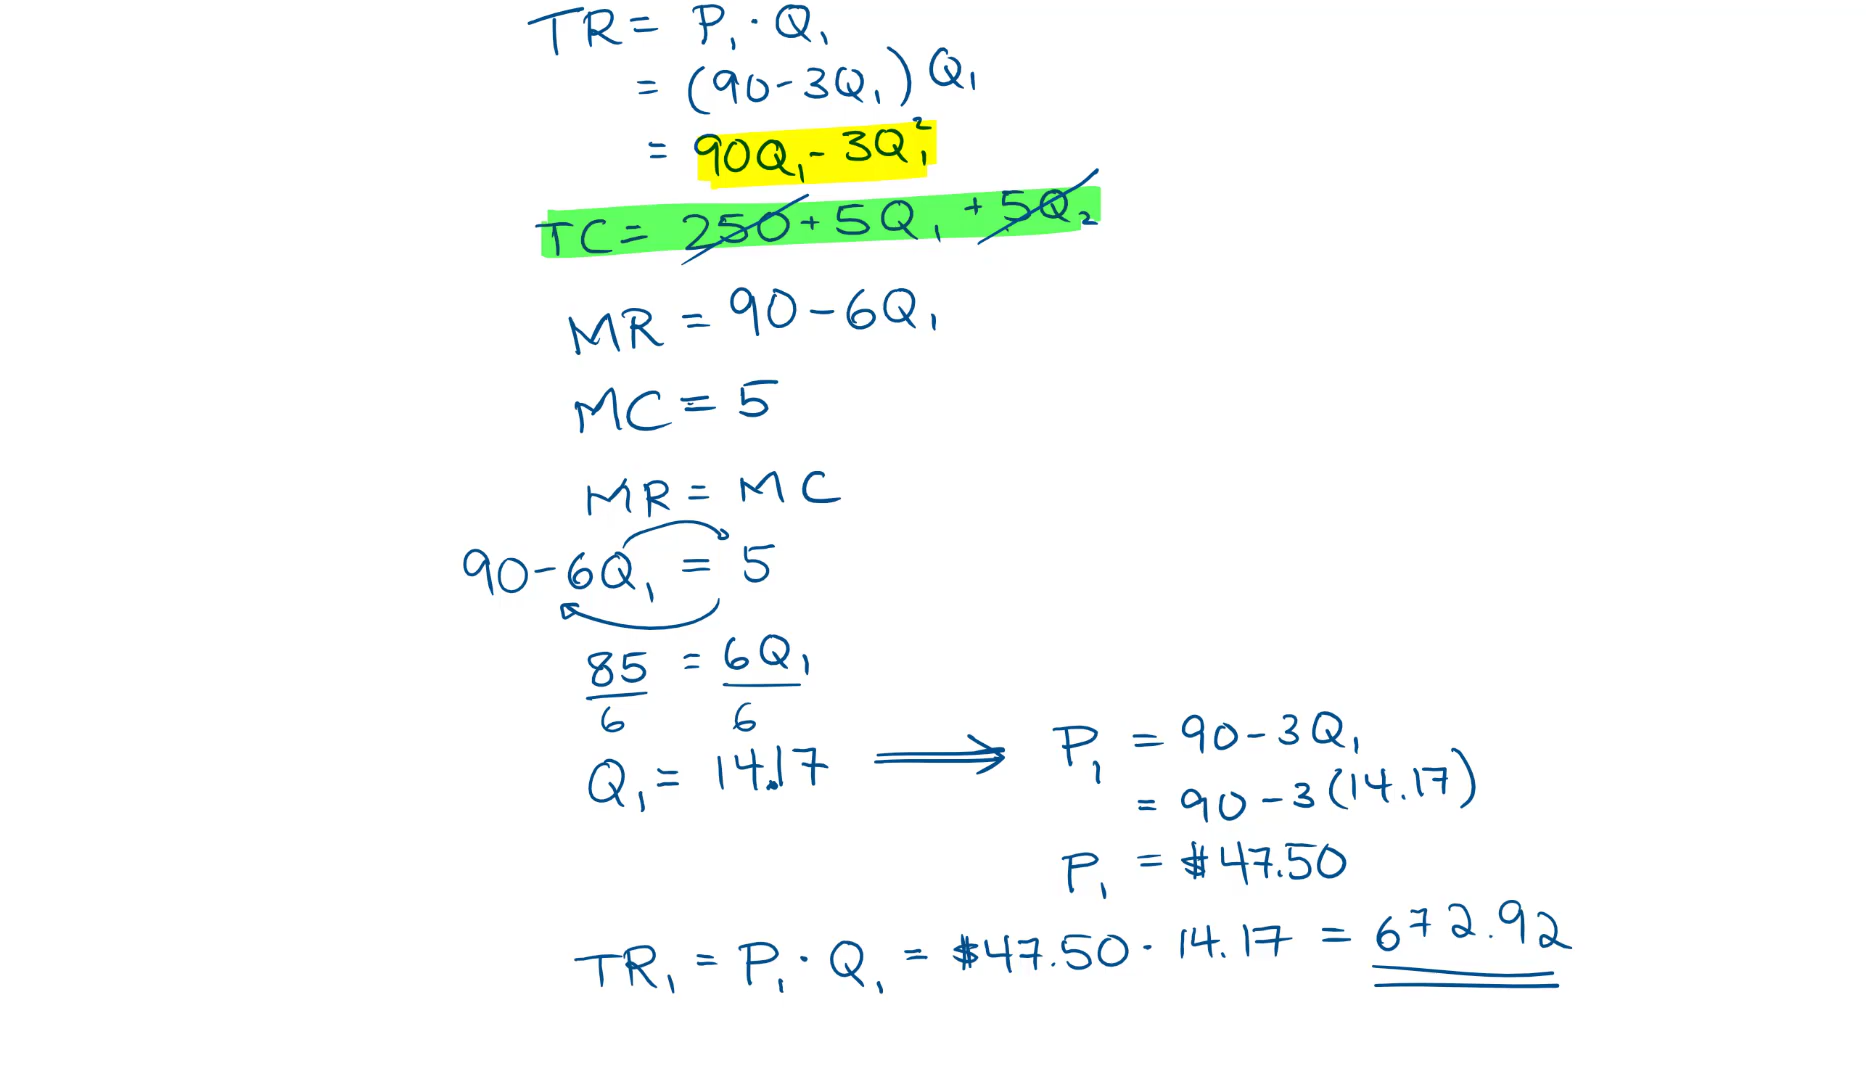 TR = P₁ · Q₁
= (90-3Q₁) Q₁
= 90Q₁ - 3Q₁²
TC = 250 + 5Q₁ + 5Q₂
MR = 90 - 6Q₁
MC = 5
MR = MC
90 - 6Q₁ = 5
85/6 = 6Q₁/6
Q₁ = 14.17 ⟹ P₁ = 90 - 3Q₁
= 90 - 3(14.17)
P₁ = $47.50
TR₁ = P₁ · Q₁ = $47.50 · 14.17 = 672.92